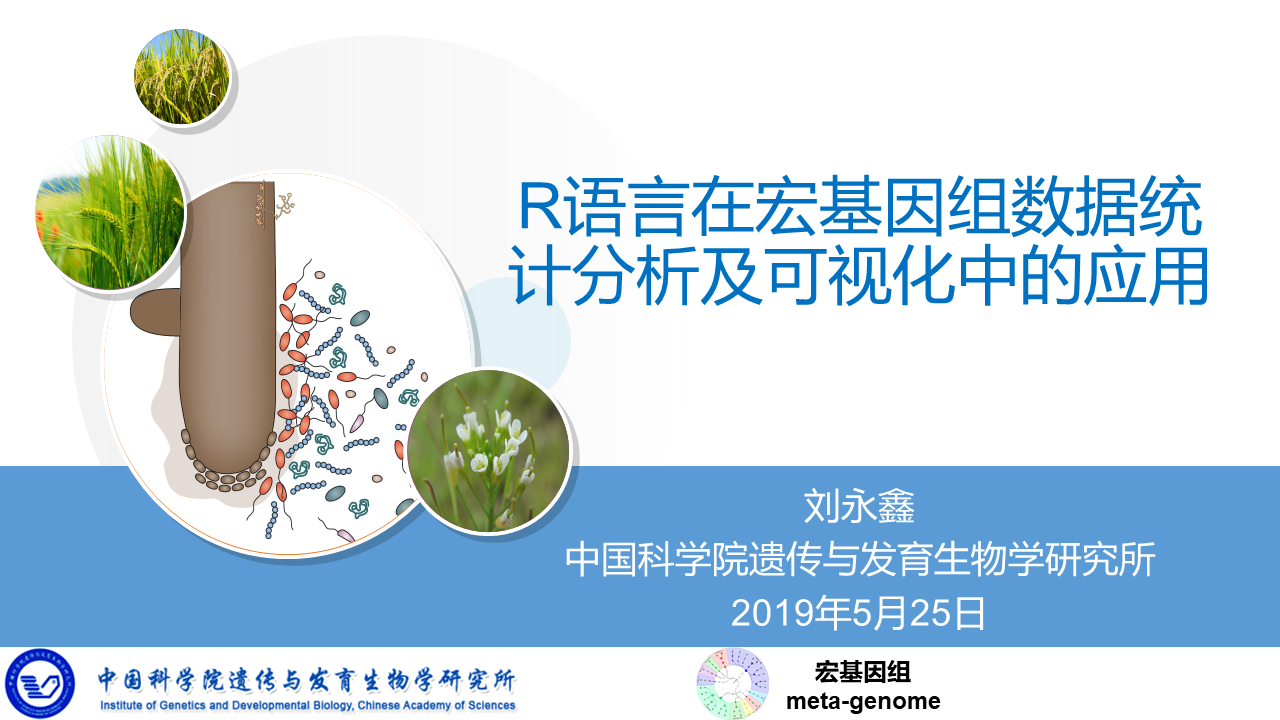 R语言在宏基因组数据统
计分析及可视化中的应用
刘永鑫
中国科学院遗传与发育生物学研究所
2019年5月25日
中国科学院遗传与发育生物学研究所
Institute of Genetics and Developmental Biology, Chinese Academy of Sciences
宏基因组
meta-genome